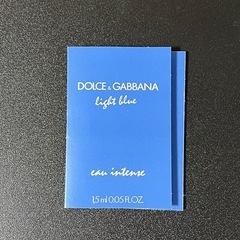 DOLCE & GABBANA
light blue
eau intense
1,5 ml 0.05 FL.OZ.